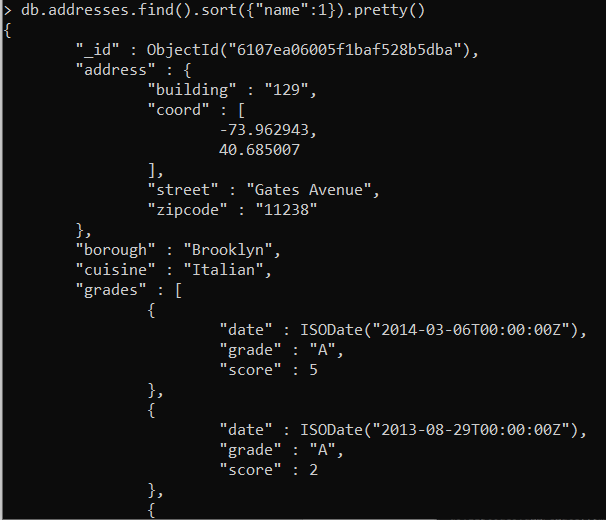 > db.addresses.find().sort({"name":1}).pretty()
{
        "_id" : ObjectId("6107ea06005f1baf528b5dba"),
        "address" : {
                "building" : "129",
                "coord" : [
                        -73.962943,
                        40.685007
                ],
                "street" : "Gates Avenue",
                "zipcode" : "11238"
        },
        "borough" : "Brooklyn",
        "cuisine" : "Italian",
        "grades" : [
                {
                        "date" : ISODate("2014-03-06T00:00:00Z"),
                        "grade" : "A",
                        "score" : 5
                },
                {
                        "date" : ISODate("2013-08-29T00:00:00Z"),
                        "grade" : "A",
                        "score" : 2
                },
                {